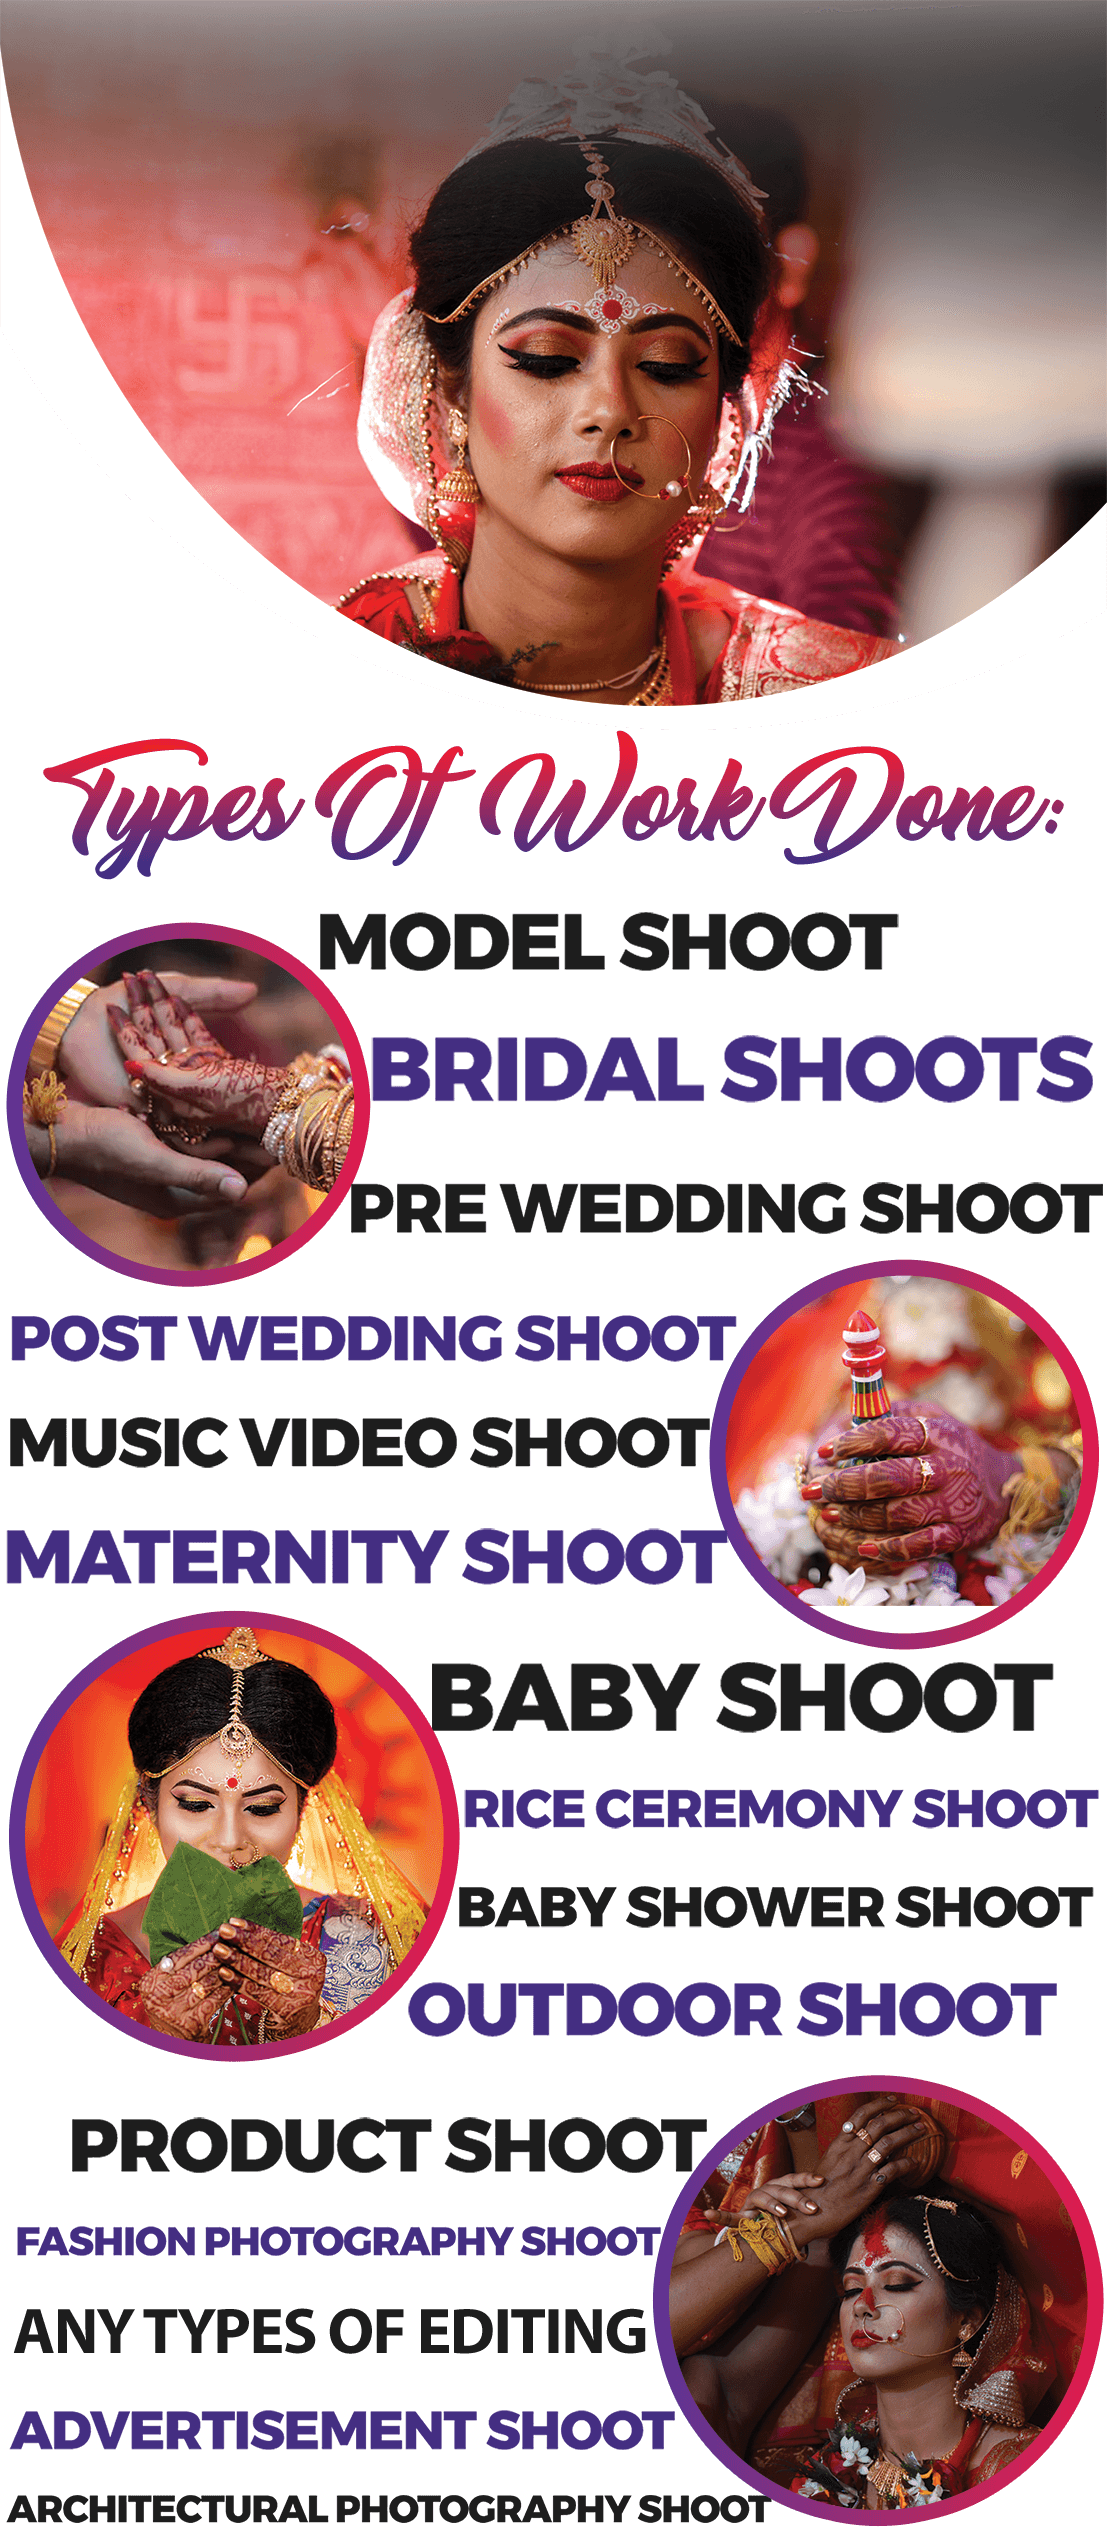 Types Of Work Done:
MODEL SHOOT
BRIDAL SHOOTS
PRE WEDDING SHOOT
POST WEDDING SHOOT
MUSIC VIDEO SHOOT
MATERNITY SHOOT
BABY SHOOT
RICE CEREMONY SHOOT
BABY SHOWER SHOOT
OUTDOOR SHOOT
PRODUCT SHOOT
FASHION PHOTOGRAPHY SHOOT
ANY TYPES OF EDITING
ADVERTISEMENT SHOOT
ARCHITECTURAL PHOTOGRAPHY SHOOT